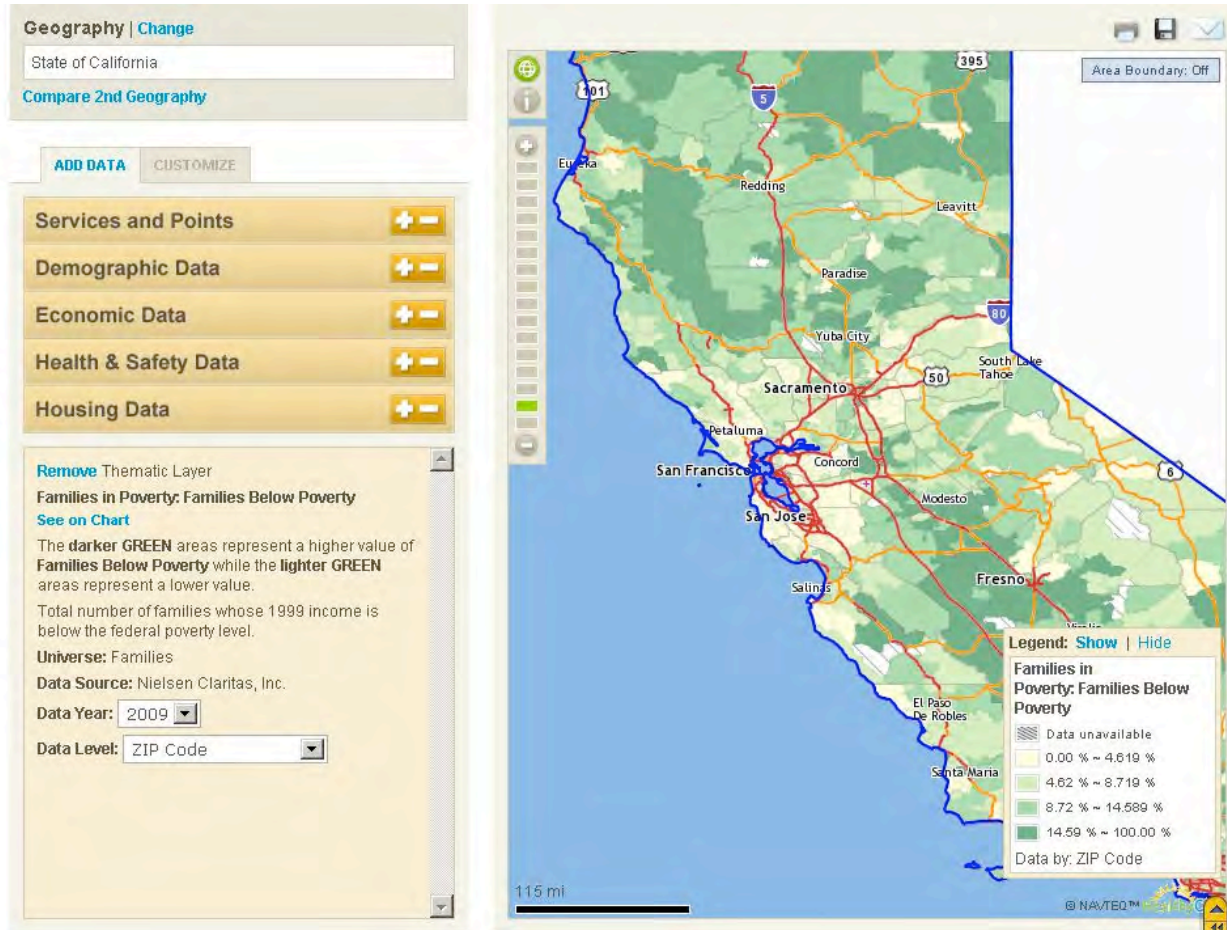 Geography | Change
State of California
Compare 2nd Geography
ADD DATA
CUSTOMIZE
Services and Points
Demographic Data
Economic Data
Health & Safety Data
Housing Data
Remove Thematic Layer
Families in Poverty: Families Below Poverty
See on Chart
The darker GREEN areas represent a higher value of
Families Below Poverty while the lighter GREEN
areas represent a lower value.
Total number of families whose 1999 income is
below the federal poverty level.
Universe: Families
Data Source: Nielsen Claritas, Inc.
Data Year: 2009
Data Level: ZIP Code
Area Boundary: Off
395
101
5
Eureka
Redding
Leavitt
Paradise
80
Yuba City
South Lake
Tahoe
50
Sacramento
Petaluma
Concord
San Francisco
6
Modesto
San Jose
Fresno
Salinas
El Paso
De Robles
Santa Maria
Legend: Show | Hide
Families in
Poverty: Families Below
Poverty
Data unavailable
0.00 % ~ 4.619 %
4.62 % ~ 8.719 %
8.72 % ~ 14.589 %
14.59 % ~ 100.00 %
Data by: ZIP Code
115 mi
© NAVTEQ™